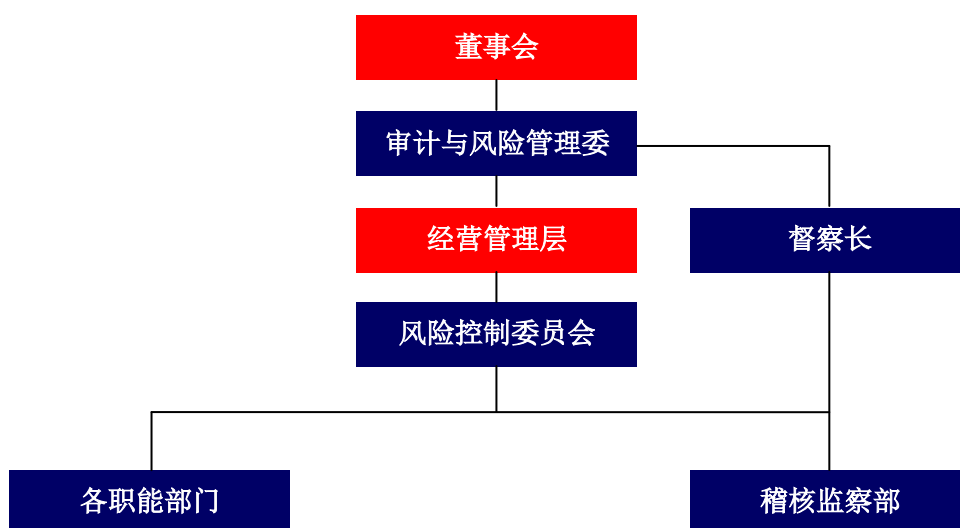 董事会
审计与风险管理委
经营管理层
督察长
风险控制委员会
各职能部门
稽核监察部